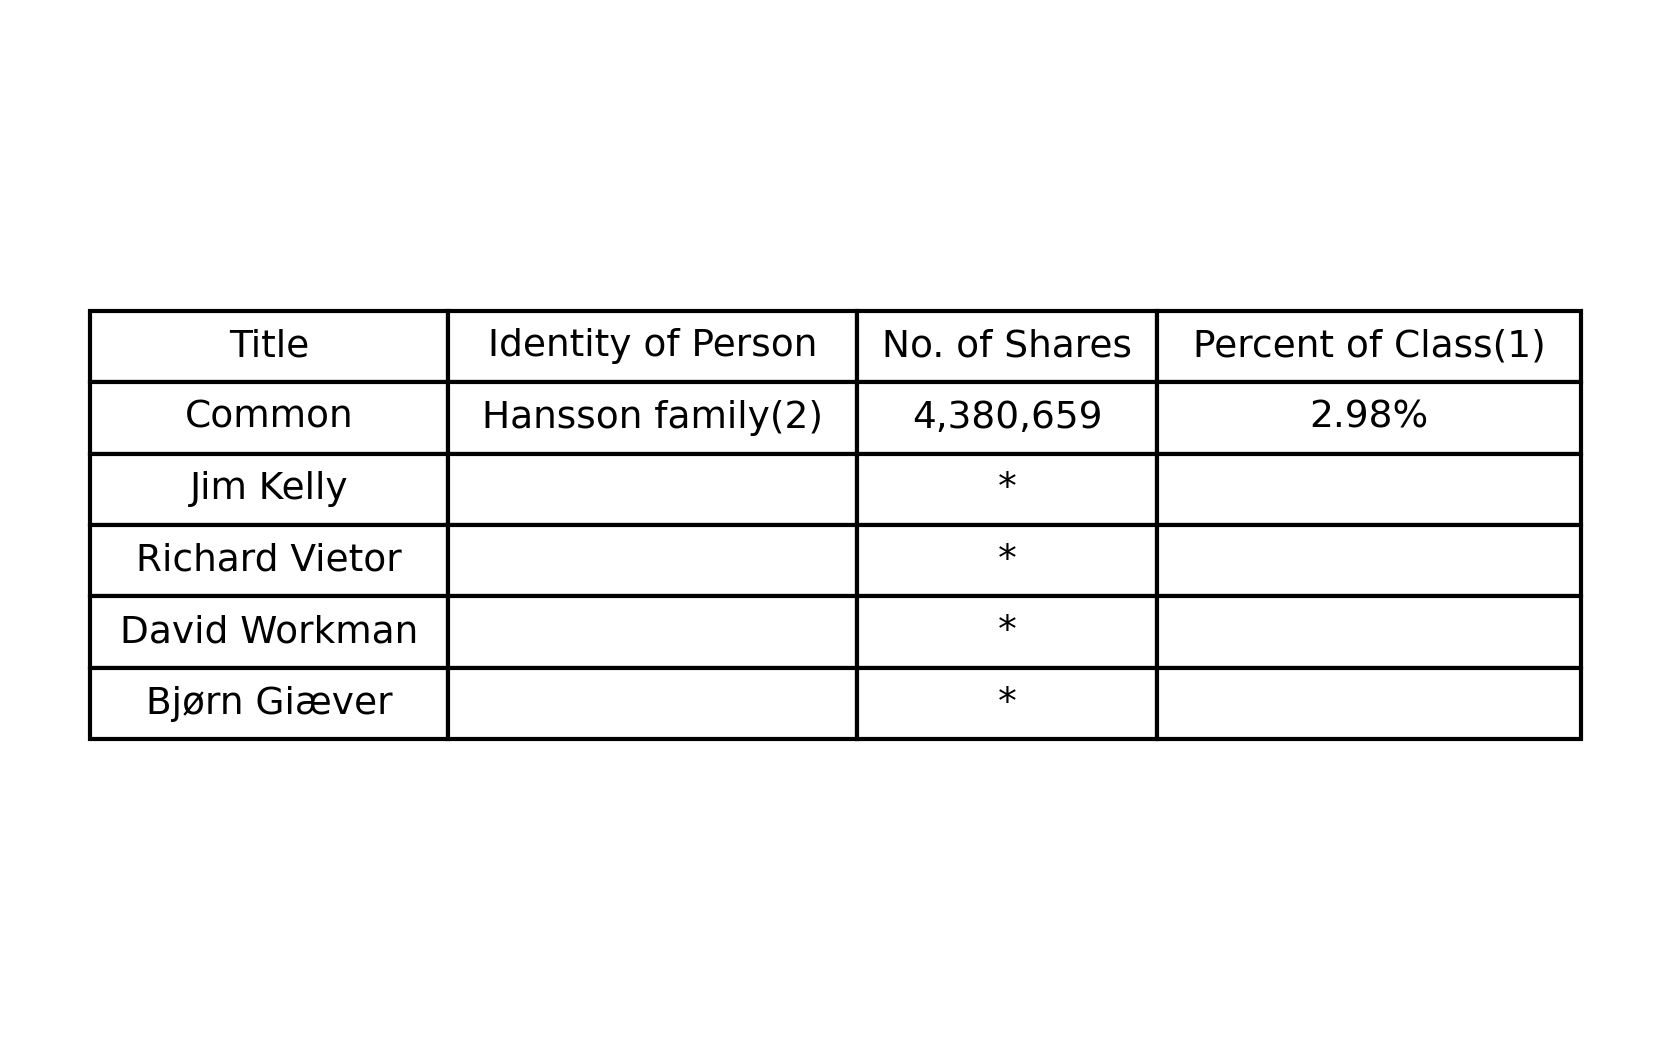 Title Identity of Person No. of Shares Percent of Class(1)
Common Hansson family(2) 4,380,659 2.98%
Jim Kelly *
Richard Vietor *
David Workman *
Bjørn Giæver *